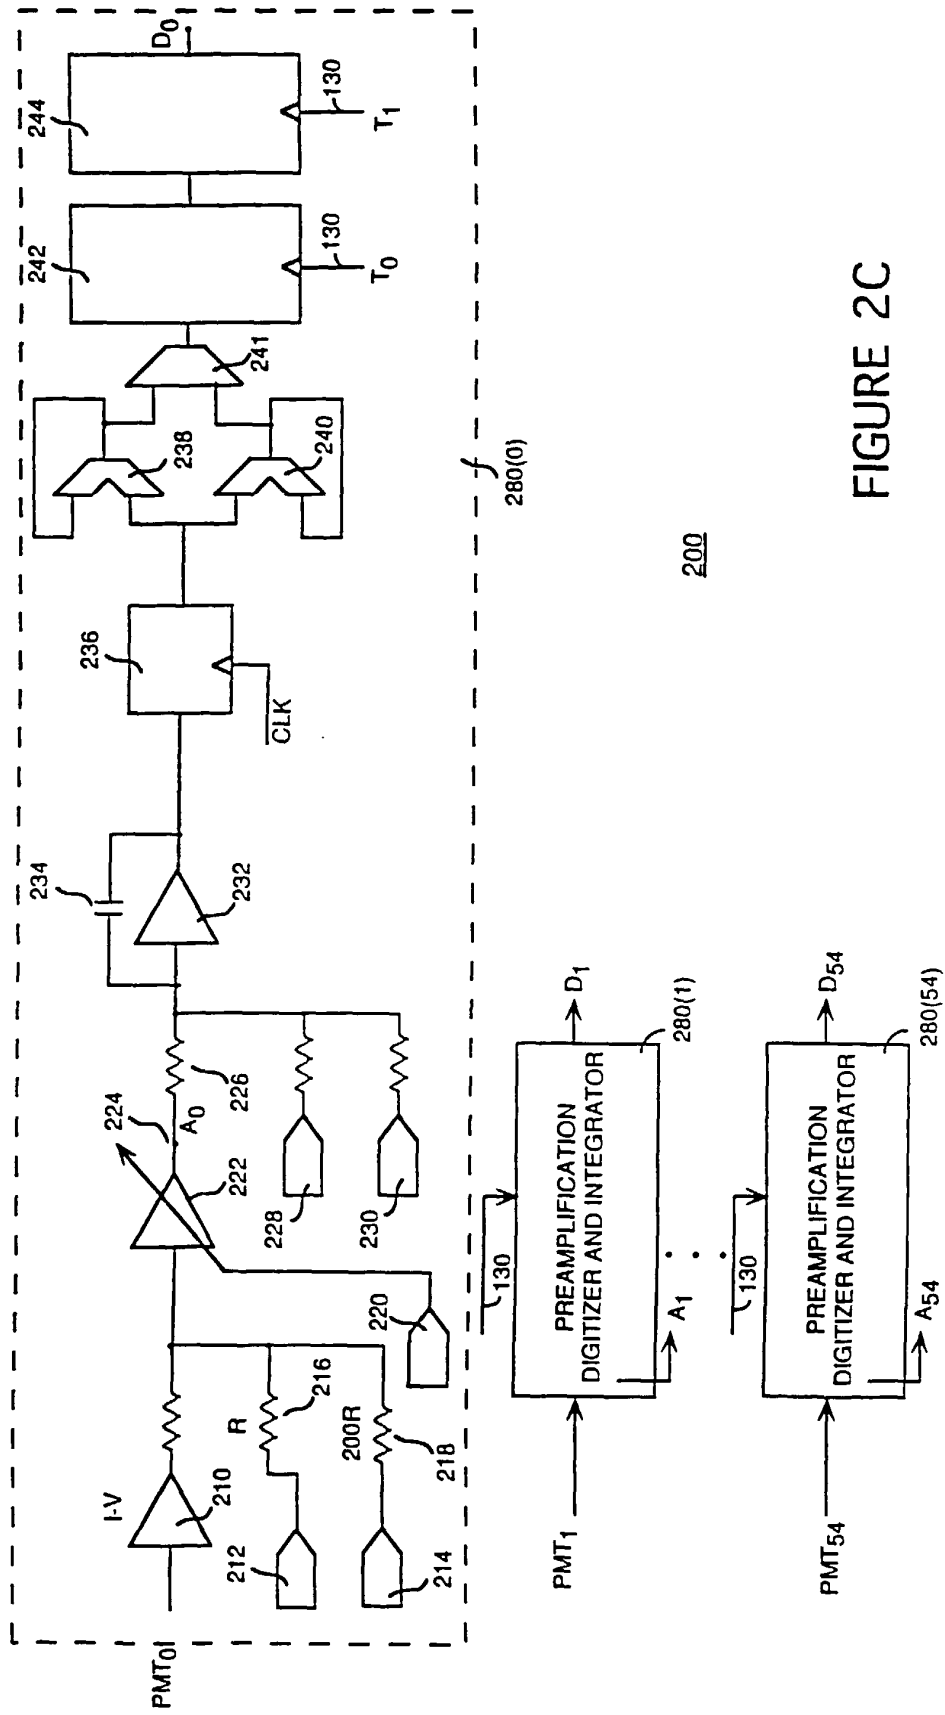 PMT0
I-V
210
212
R
216
214
200R
218
220
222
224
A0
226
228
230
232
234
236
CLK
238
240
241
242
130
T0
244
130
T1
D0
280(0)
200
PMT1
130
PREAMPLIFICATION
DIGITIZER AND INTEGRATOR
A1
D1
280(1)
PMT54
130
PREAMPLIFICATION
DIGITIZER AND INTEGRATOR
A54
D54
280(54)
FIGURE 2C